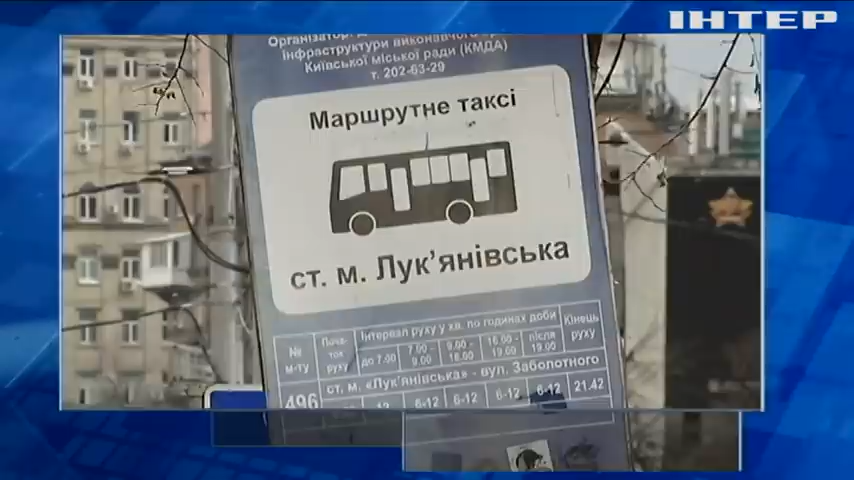 ІНТЕР
Організатор:
інфраструктури виконавчого
Київської міської ради (КМДА)
т. 202-63-29
Маршрутне таксі
ст. м. Лук'янівська
№ м-ту
Поча-ток руху
Інтервал руху у хв. по годинах доби
Кінець руху
до 7.00
7.00 - 9.00
9.00 - 16.00
16.00 - 19.00
після 19.00
ст. м. «Лук'янівська» - вул. Заболотного
496
12
6-12
6-12
6-12
6-12
21.42